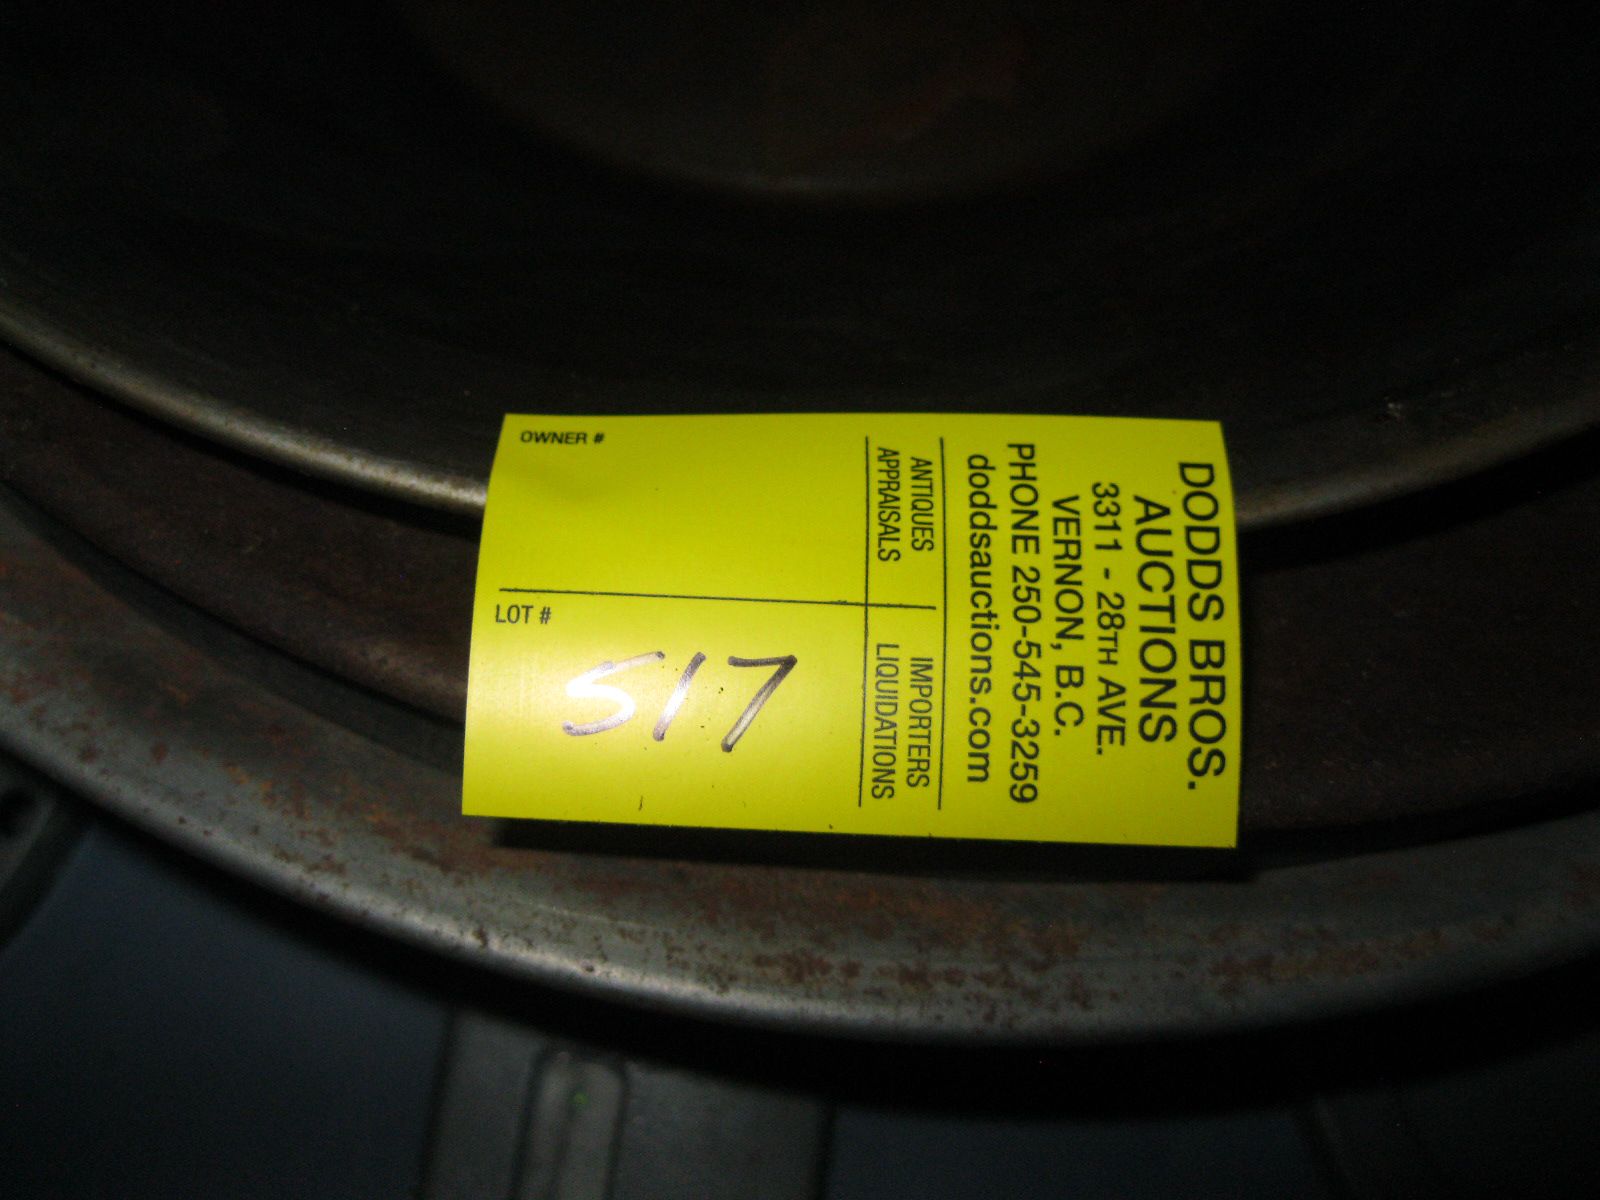 DODDS BROS.
AUCTIONS
3311 - 28TH AVE.
VERNON, B.C.
PHONE 250-545-3259
doddsauctions.com
ANTIQUES
APPRAISALS
IMPORTERS
LIQUIDATIONS
OWNER #
LOT #
517